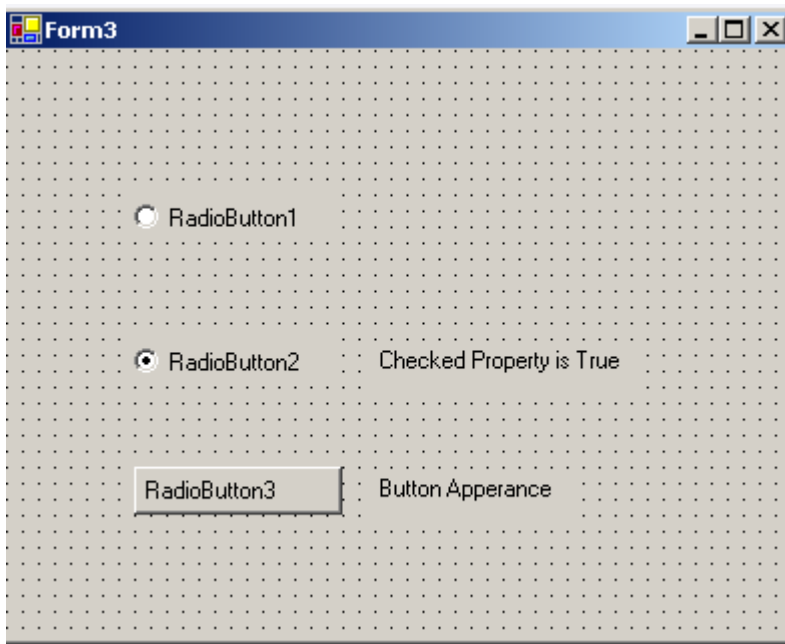 Form3
RadioButton1
RadioButton2 Checked Property is True
RadioButton3 Button Apperance